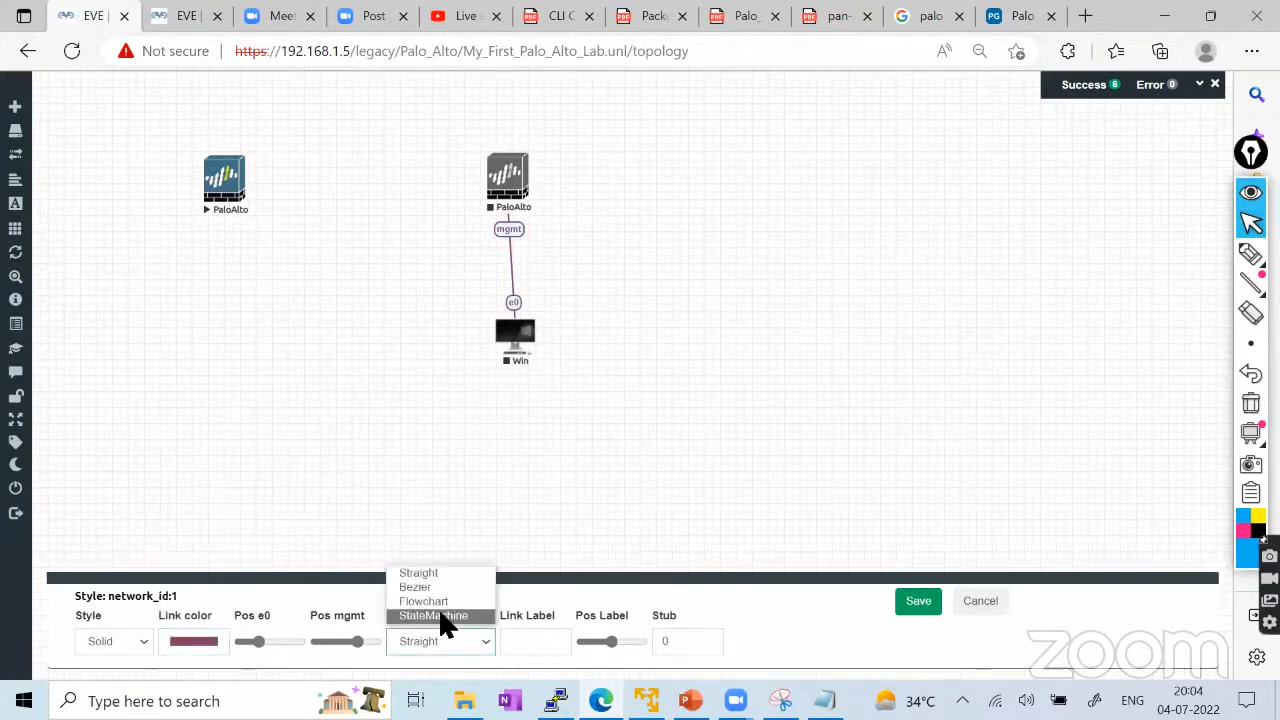 EVE
EVE
Meet
Post
Live
CLI C
Pack
Palo_
pan-
palo
Palo
Not secure
https://192.168.1.5/legacy/Palo_Alto/My_First_Palo_Alto_Lab.unl/topology
Success 6 Error 0
PaloAlto
PaloAlto
mgmt
e0
Win
Straight
Bezier
Flowchart
StateMachine
Style: network_id:1
Style Link color Pos e0 Pos mgmt Link Label Pos Label Stub
Solid Straight 0
Save Cancel
zoom
Type here to search
34°C ENG 20:04
04-07-2022